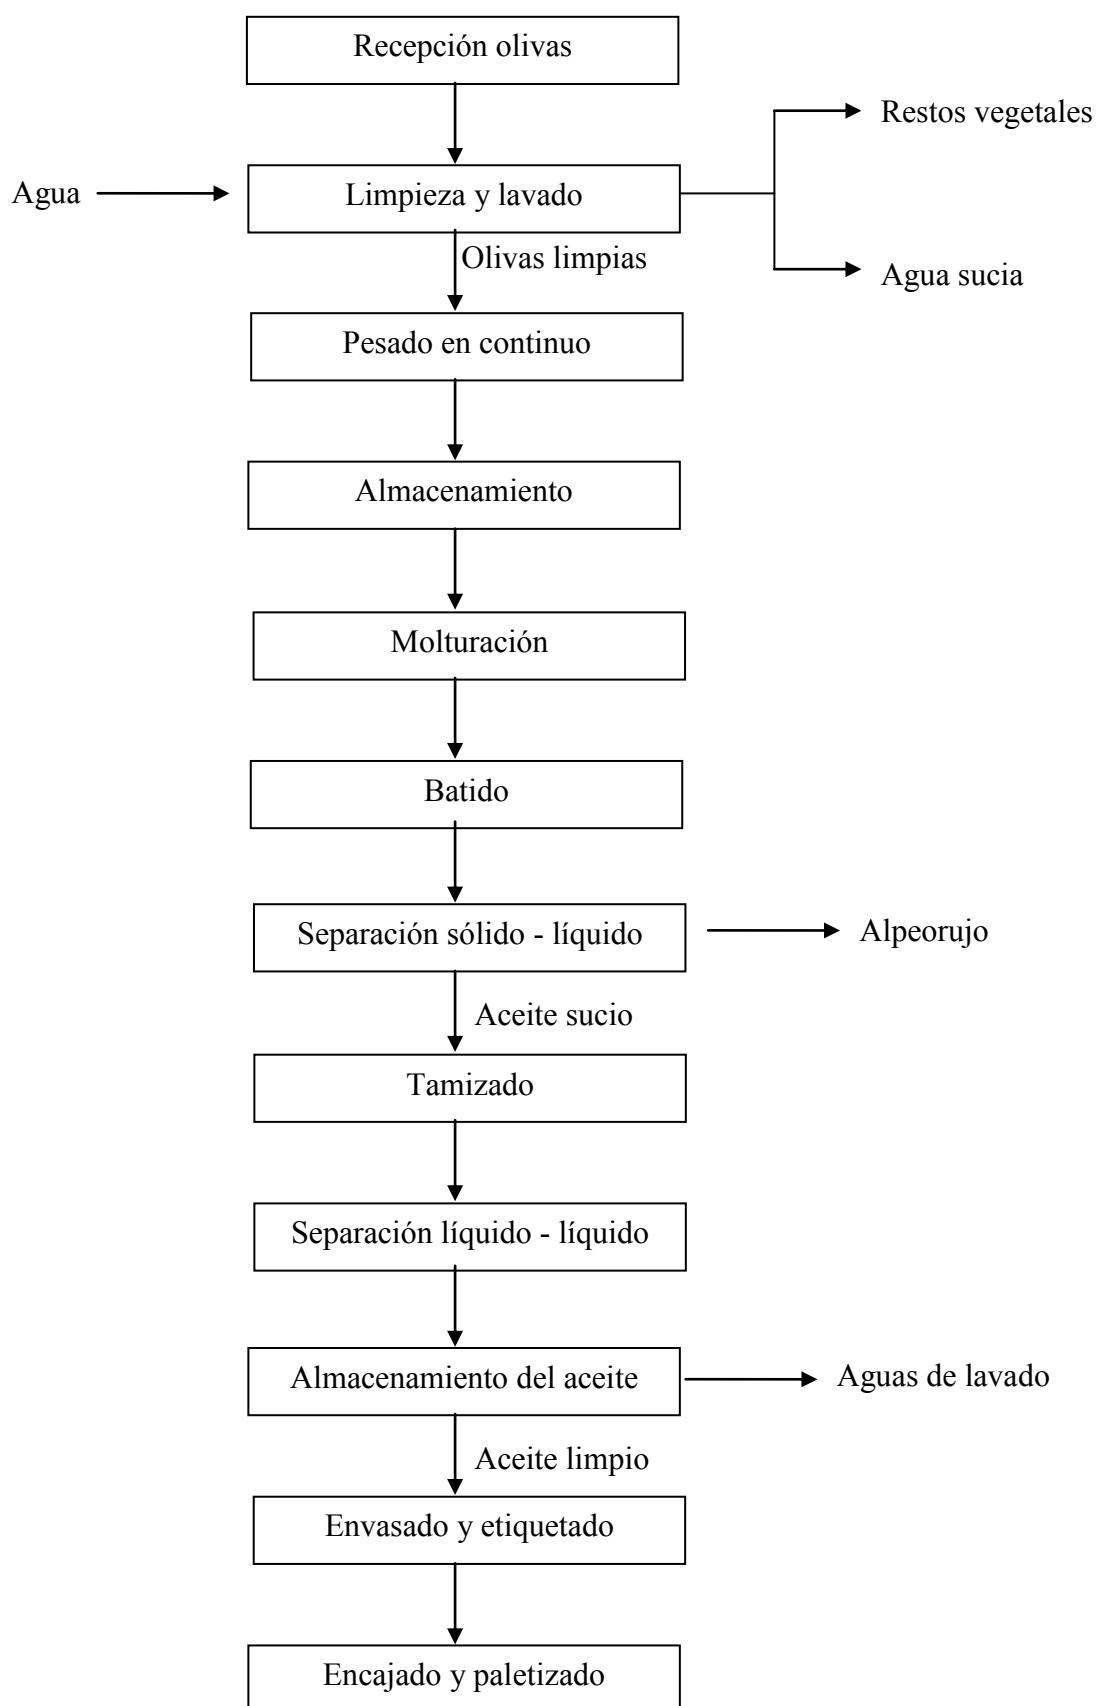 Recepción olivas
Restos vegetales
Agua
Limpieza y lavado
Olivas limpias
Agua sucia
Pesado en continuo
Almacenamiento
Molturación
Batido
Separación sólido - líquido
Alpeorujo
Aceite sucio
Tamizado
Separación líquido - líquido
Almacenamiento del aceite
Aguas de lavado
Aceite limpio
Envasado y etiquetado
Encajado y paletizado